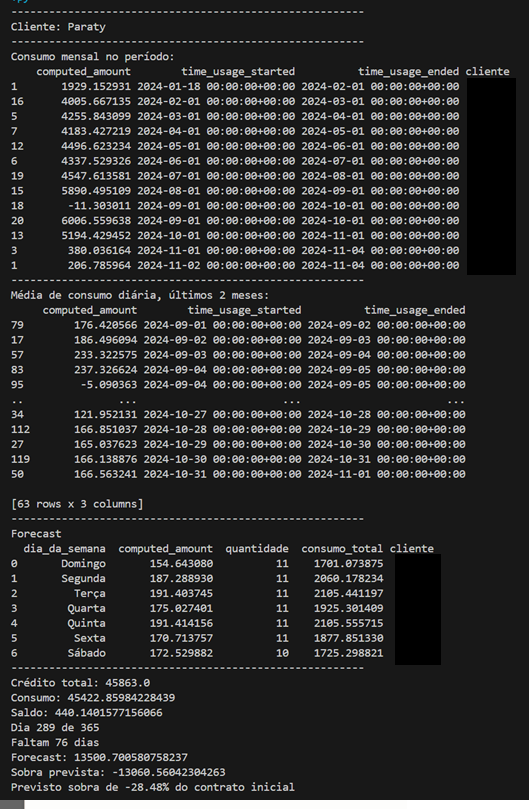 ------------------------------------------------------
Cliente: Paraty
------------------------------------------------------
Consumo mensal no período:
    computed_amount        time_usage_started          time_usage_ended cliente
1       1929.152931 2024-01-18 00:00:00+00:00 2024-02-01 00:00:00+00:00
16      4005.667135 2024-02-01 00:00:00+00:00 2024-03-01 00:00:00+00:00
5       4255.843099 2024-03-01 00:00:00+00:00 2024-04-01 00:00:00+00:00
7       4183.427219 2024-04-01 00:00:00+00:00 2024-05-01 00:00:00+00:00
12      4496.623234 2024-05-01 00:00:00+00:00 2024-06-01 00:00:00+00:00
6       4337.529326 2024-06-01 00:00:00+00:00 2024-07-01 00:00:00+00:00
19      4547.613581 2024-07-01 00:00:00+00:00 2024-08-01 00:00:00+00:00
15      5890.495109 2024-08-01 00:00:00+00:00 2024-09-01 00:00:00+00:00
18       -11.303011 2024-09-01 00:00:00+00:00 2024-10-01 00:00:00+00:00
20      6006.559638 2024-09-01 00:00:00+00:00 2024-10-01 00:00:00+00:00
13      5194.429452 2024-10-01 00:00:00+00:00 2024-11-01 00:00:00+00:00
3        380.036164 2024-11-01 00:00:00+00:00 2024-11-04 00:00:00+00:00
1        206.785964 2024-11-02 00:00:00+00:00 2024-11-04 00:00:00+00:00
------------------------------------------------------
Média de consumo diária, últimos 2 meses:
     computed_amount        time_usage_started          time_usage_ended
79        176.420566 2024-09-01 00:00:00+00:00 2024-09-02 00:00:00+00:00
17        186.496094 2024-09-02 00:00:00+00:00 2024-09-03 00:00:00+00:00
57        233.322575 2024-09-03 00:00:00+00:00 2024-09-04 00:00:00+00:00
83        237.326624 2024-09-04 00:00:00+00:00 2024-09-05 00:00:00+00:00
95         -5.090363 2024-09-04 00:00:00+00:00 2024-09-05 00:00:00+00:00
..               ...                       ...                       ...
34        121.952131 2024-10-27 00:00:00+00:00 2024-10-28 00:00:00+00:00
112       166.851037 2024-10-28 00:00:00+00:00 2024-10-29 00:00:00+00:00
27        165.037623 2024-10-29 00:00:00+00:00 2024-10-30 00:00:00+00:00
119       166.138876 2024-10-30 00:00:00+00:00 2024-10-31 00:00:00+00:00
50        166.563241 2024-10-31 00:00:00+00:00 2024-11-01 00:00:00+00:00

[63 rows x 3 columns]
------------------------------------------------------
Forecast
  dia_da_semana  computed_amount  quantidade  consumo_total cliente
0       Domingo       154.643080          11    1701.073875
1       Segunda       187.288930          11    2060.178234
2         Terça       191.403745          11    2105.441197
3        Quarta       175.027401          11    1925.301409
4        Quinta       191.414156          11    2105.555715
5         Sexta       170.713757          11    1877.851330
6        Sábado       172.529882          10    1725.298821
------------------------------------------------------
Crédito total: 45863.0
Consumo: 45422.85984228439
Saldo: 440.1401577156066
Dia 289 de 365
Faltam 76 dias
Forecast: 13500.700580758237
Sobra prevista: -13060.56042304263
Previsto sobra de -28.48% do contrato inicial